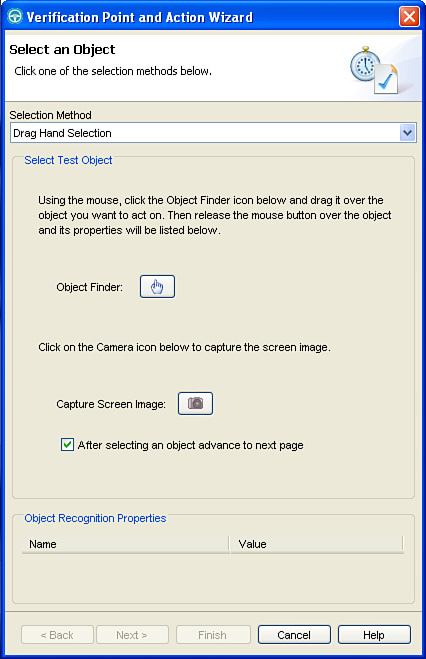 Verification Point and Action Wizard
Select an Object
Click one of the selection methods below.
Selection Method
Drag Hand Selection
Select Test Object
Using the mouse, click the Object Finder icon below and drag it over the
object you want to act on. Then release the mouse button over the object
and its properties will be listed below.
Object Finder:
Click on the Camera icon below to capture the screen image.
Capture Screen Image:
After selecting an object advance to next page
Object Recognition Properties
Name Value
< Back Next > Finish Cancel Help